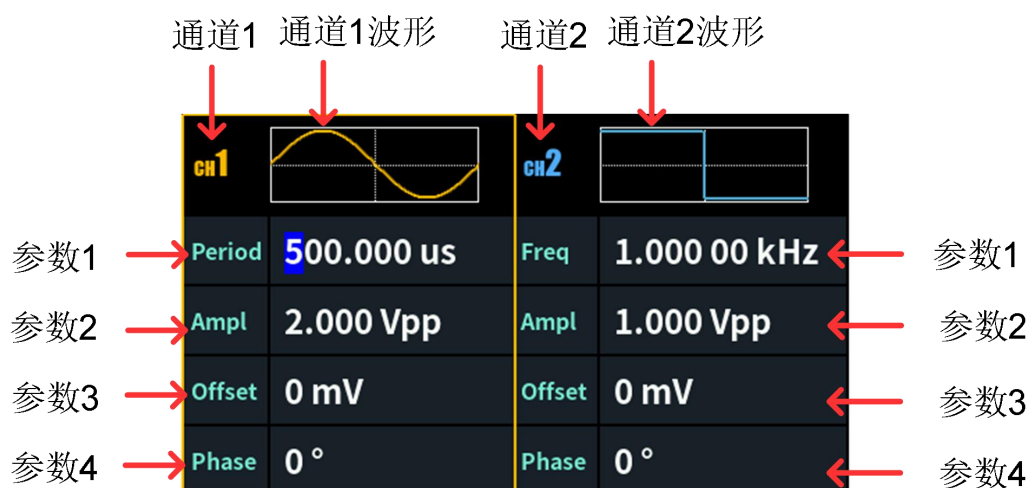 通道1 通道1波形 通道2 通道2波形
CH1 CH2
参数1 Period 500.000 us Freq 1.000 00 kHz 参数1
参数2 Ampl 2.000 Vpp Ampl 1.000 Vpp 参数2
参数3 Offset 0 mV Offset 0 mV 参数3
参数4 Phase 0 ° Phase 0 ° 参数4